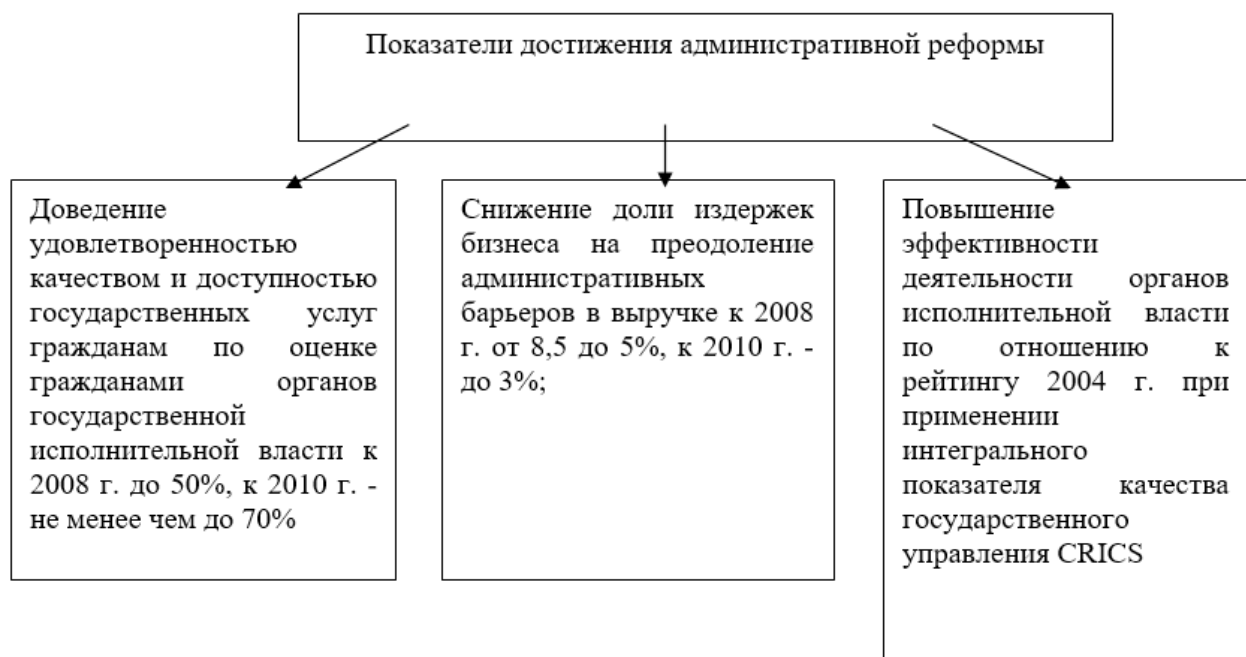 Показатели достижения административной реформы
Доведение
удовлетворенностью
качеством и доступностью
государственных услуг
гражданам по оценке
гражданами органов
государственной
исполнительной власти к
2008 г. до 50%, к 2010 г. -
не менее чем до 70%
Снижение доли издержек
бизнеса на преодоление
административных
барьеров в выручке к 2008
г. от 8,5 до 5%, к 2010 г. -
до 3%;
Повышение
эффективности
деятельности органов
исполнительной власти
по отношению к
рейтингу 2004 г. при
применении
интегрального
показателя качества
государственного
управления CRICS